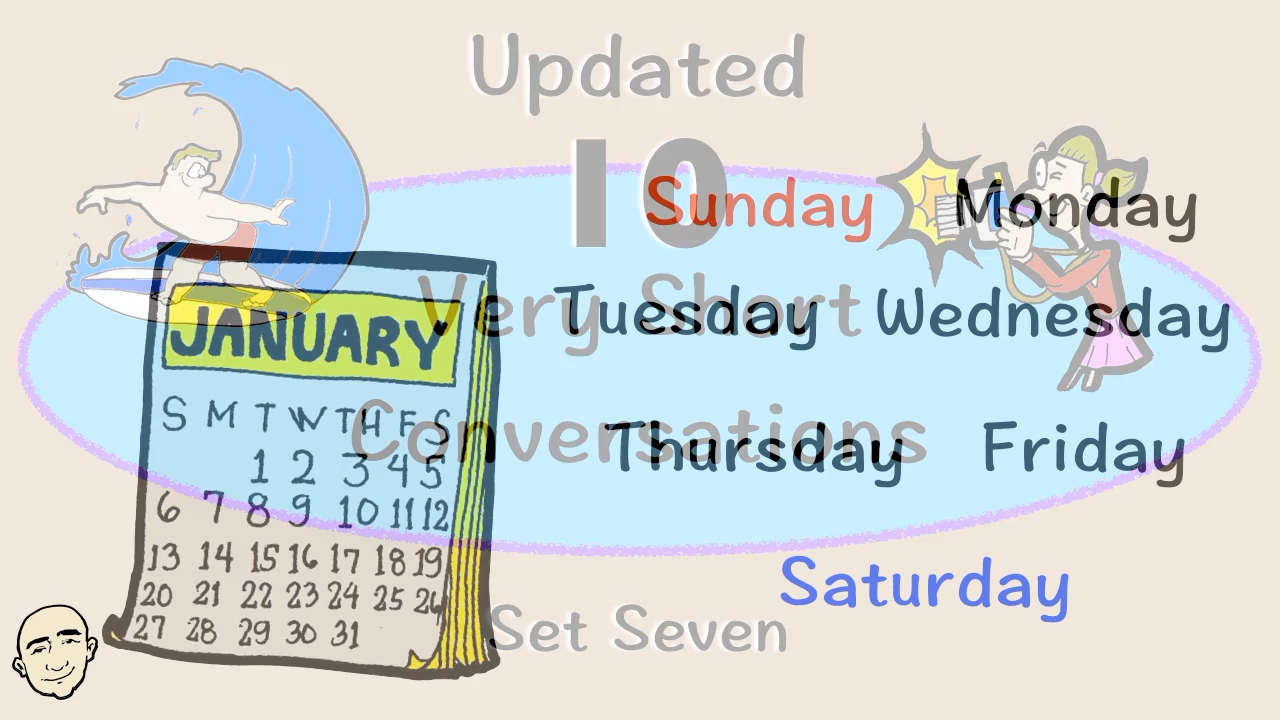 Updated
10
Sunday Monday
Very Short
Tuesday Wednesday
JANUARY
S M T W TH F S
Conversations
Thursday Friday
1 2 3 4 5
6 7 8 9 10 11 12
13 14 15 16 17 18 19
Saturday
20 21 22 23 24 25 26
27 28 29 30 31
Set Seven